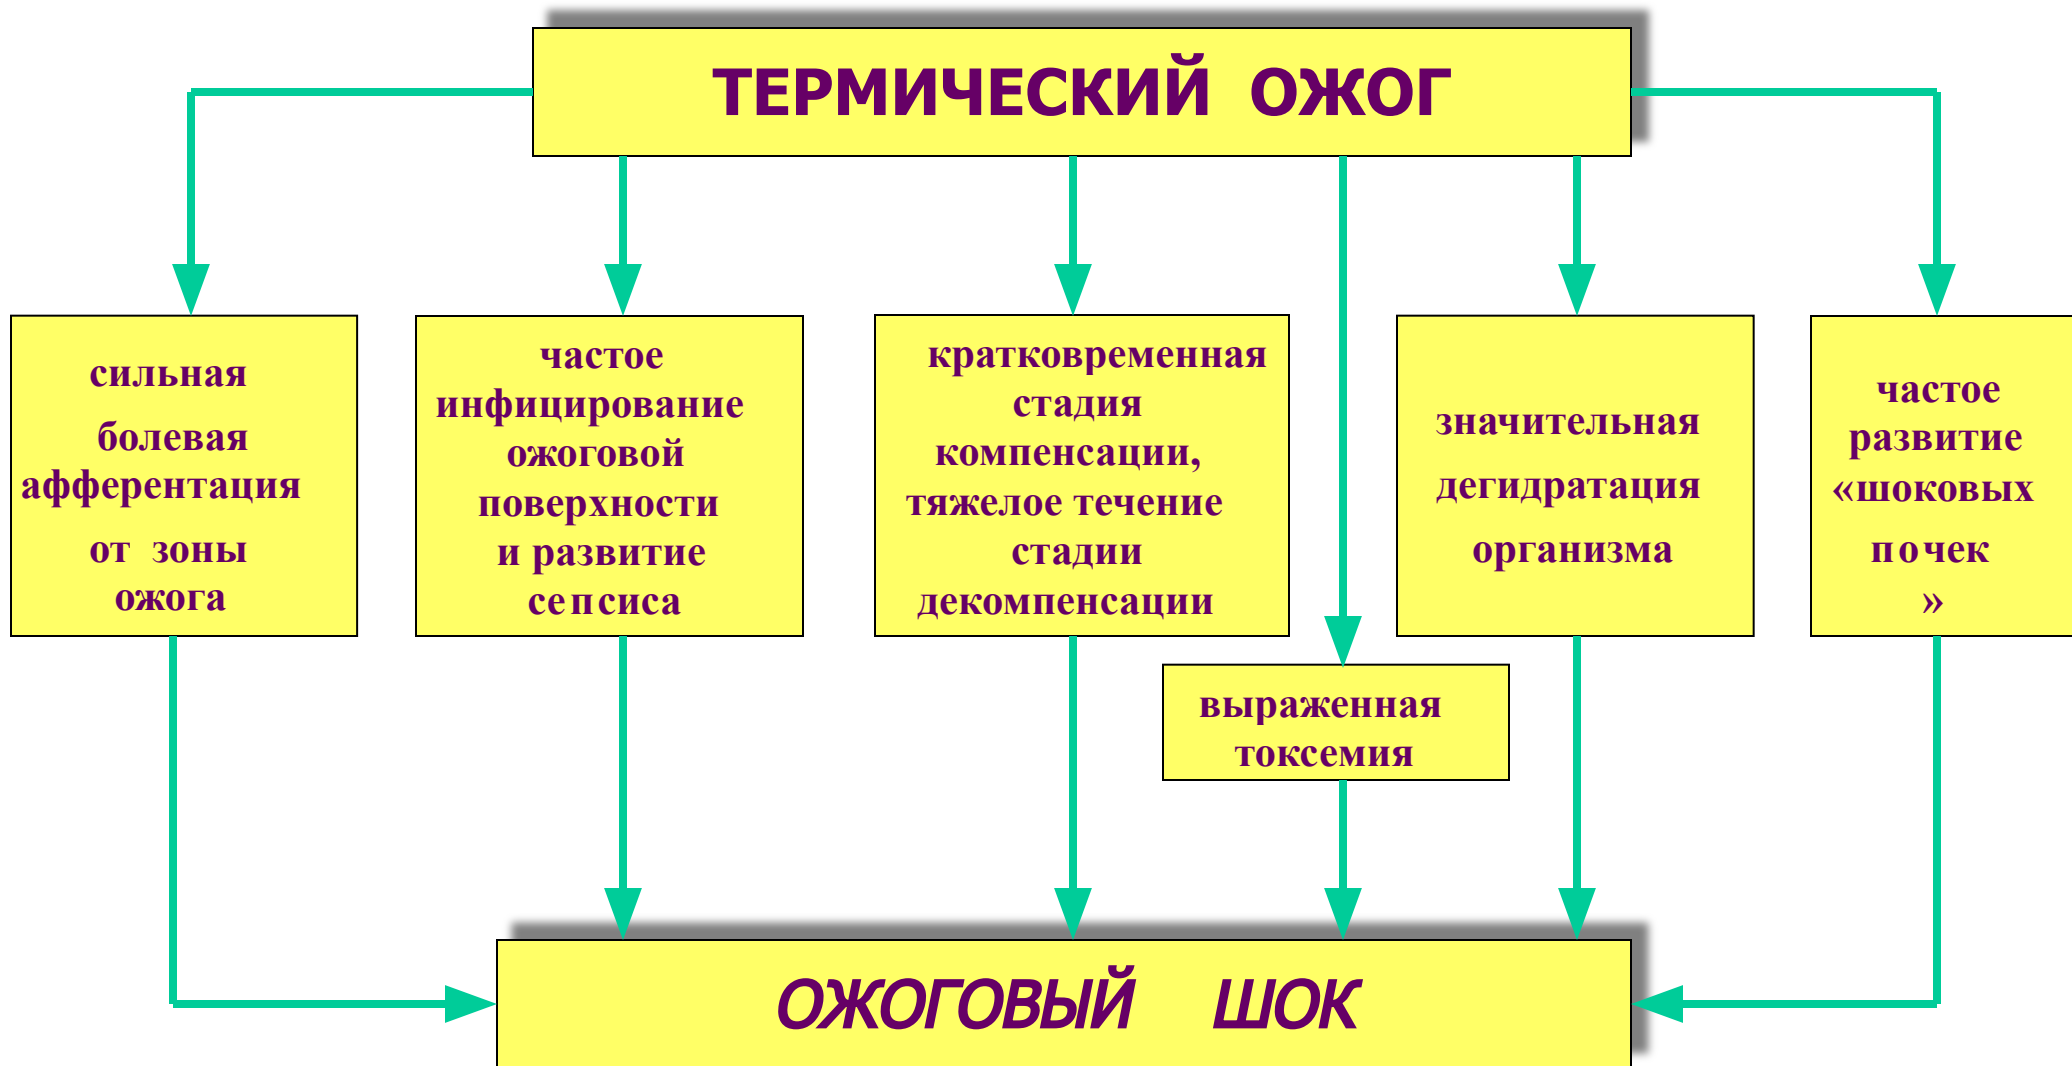 ТЕРМИЧЕСКИЙ ОЖОГ
сильная
болевая
афферентация
от зоны
ожога
частое
инфицирование
ожоговой
поверхности
и развитие
сепсиса
кратковременная
стадия
компенсации,
тяжелое течение
стадии
декомпенсации
выраженная
токсемия
значительная
дегидратация
организма
частое
развитие
«шоковых
почек
»
ОЖОГОВЫЙ ШОК